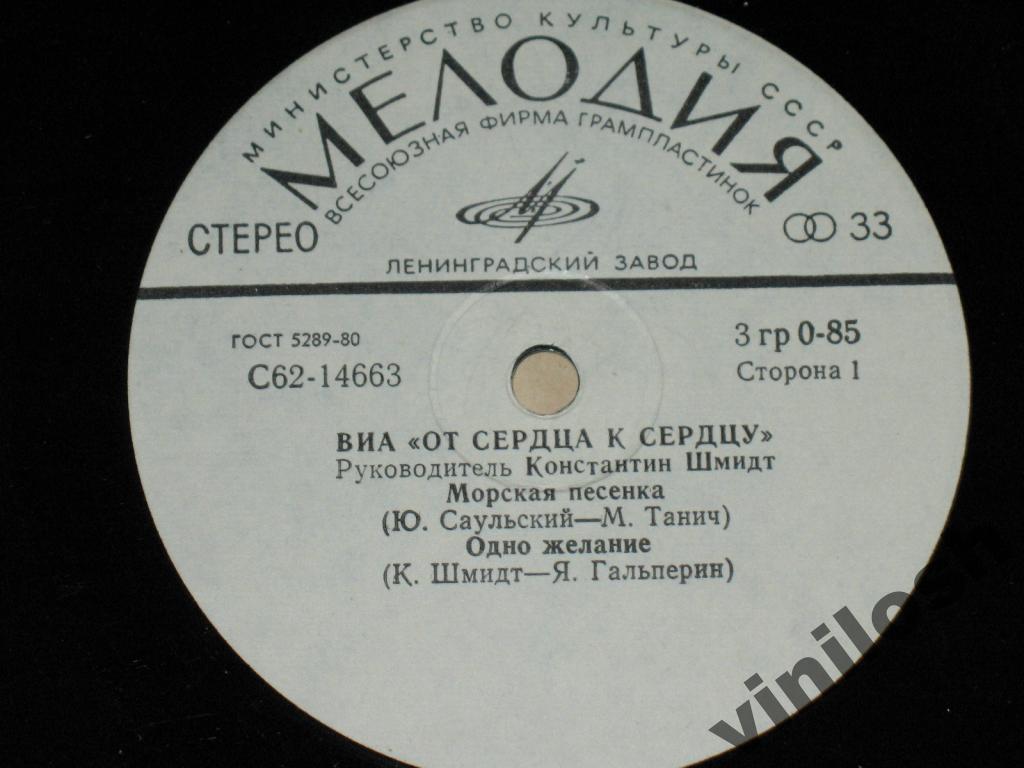 МИНИСТЕРСТВО КУЛЬТУРЫ СССР
МЕЛОДИЯ
ВСЕСОЮЗНАЯ ФИРМА ГРАМПЛАСТИНОК
СТЕРЕО
33
ЛЕНИНГРАДСКИЙ ЗАВОД
ГОСТ 5289-80
3 гр 0-85
С62-14663
Сторона 1
ВИА «ОТ СЕРДЦА К СЕРДЦУ»
Руководитель Константин Шмидт
Морская песенка
(Ю. Саульский—М. Танич)
Одно желание
(К. Шмидт—Я. Гальперин)